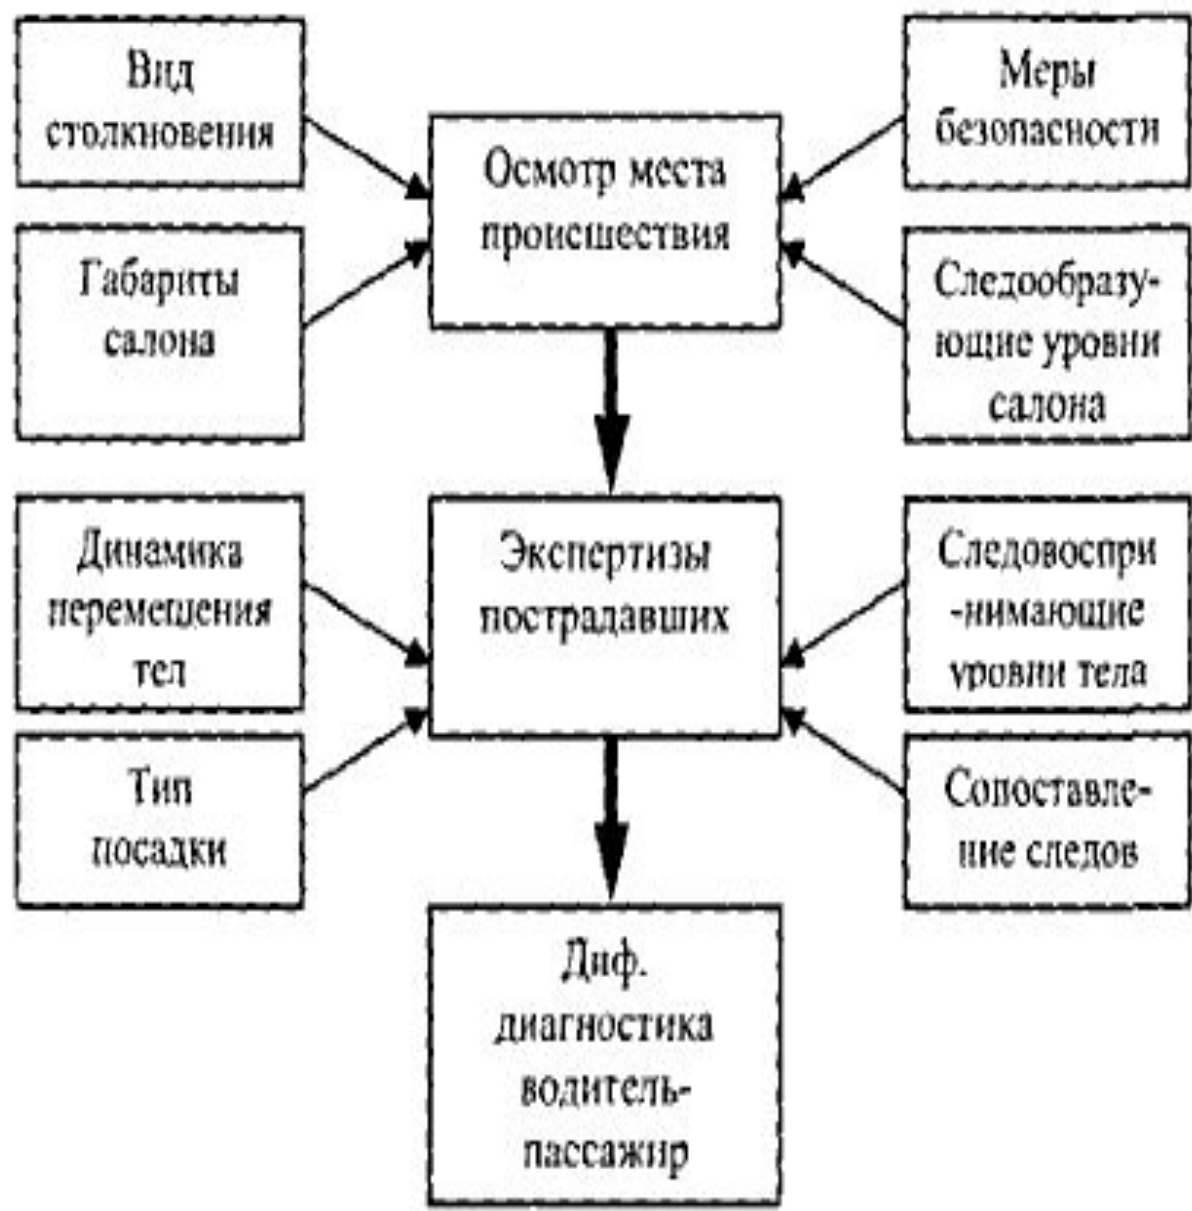 Вид
столкновения
Габариты
салона
Осмотр места
происшествия
Меры
безопасности
Следообразу-
ющие уровни
салона
Динамика
перемещения
тел
Тип
посадки
Экспертизы
пострадавших
Следовоспри
-нимающие
уровни тела
Сопоставле-
ние следов
Диф.
диагностика
водитель-
пассажир